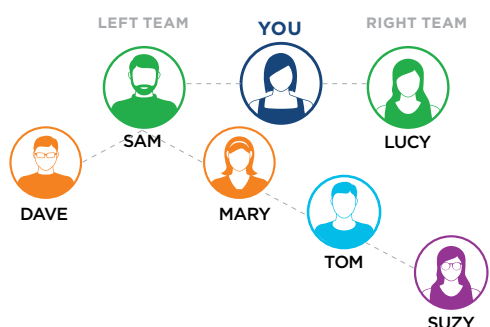 LEFT TEAM
YOU
RIGHT TEAM
SAM
LUCY
DAVE
MARY
TOM
SUZY